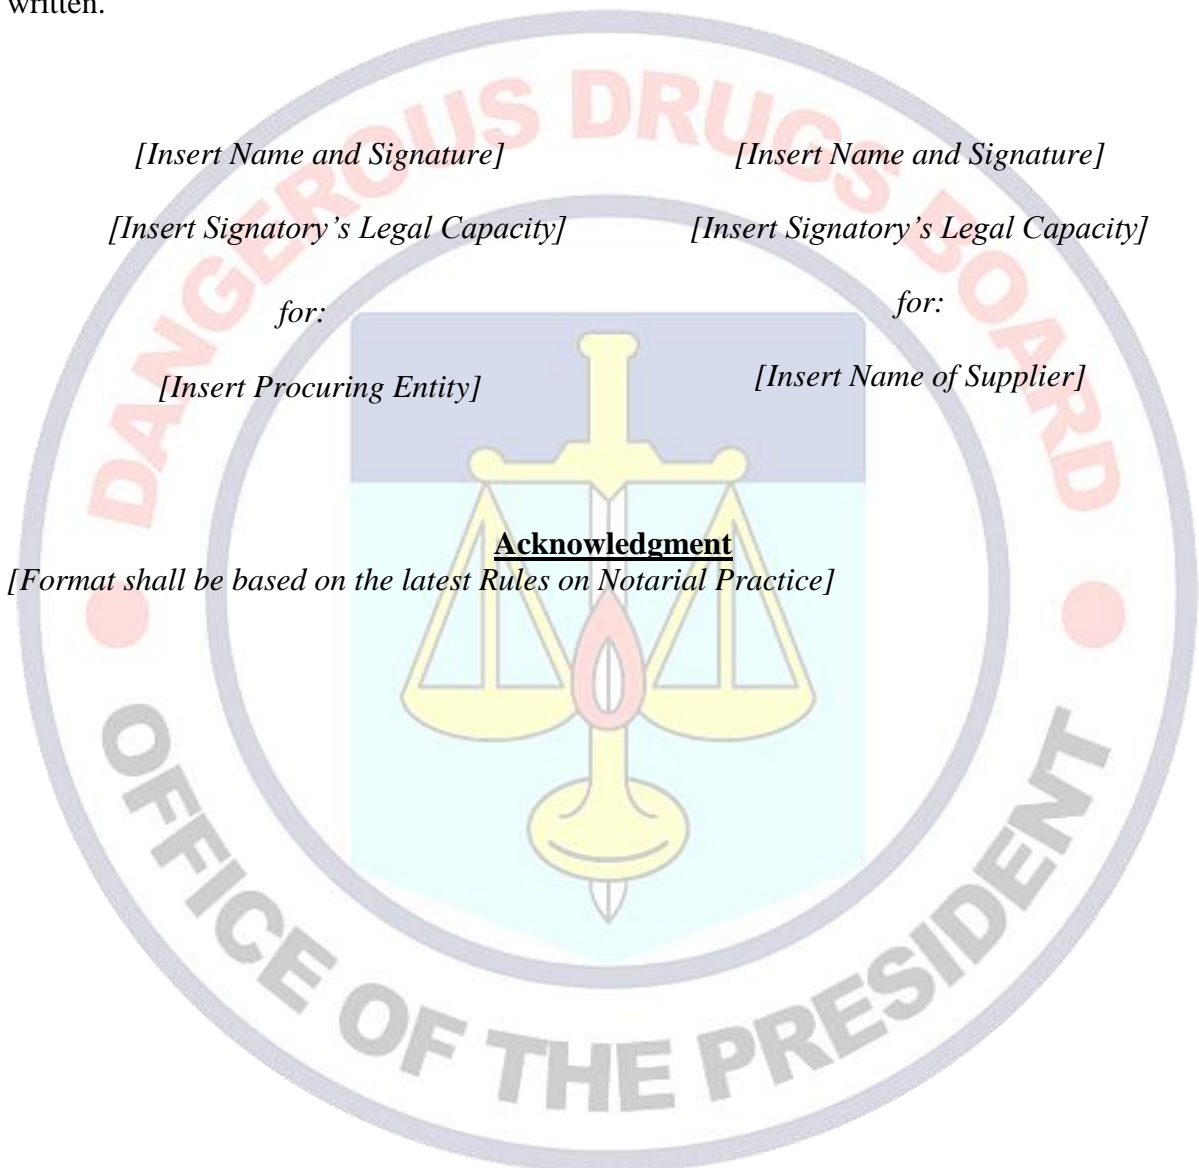 written.
[Insert Name and Signature]
[Insert Signatory’s Legal Capacity]
for:
[Insert Procuring Entity]
[Insert Name and Signature]
[Insert Signatory’s Legal Capacity]
for:
[Insert Name of Supplier]
Acknowledgment
[Format shall be based on the latest Rules on Notarial Practice]
DANGEROUS DRUGS BOARD
OFFICE OF THE PRESIDENT